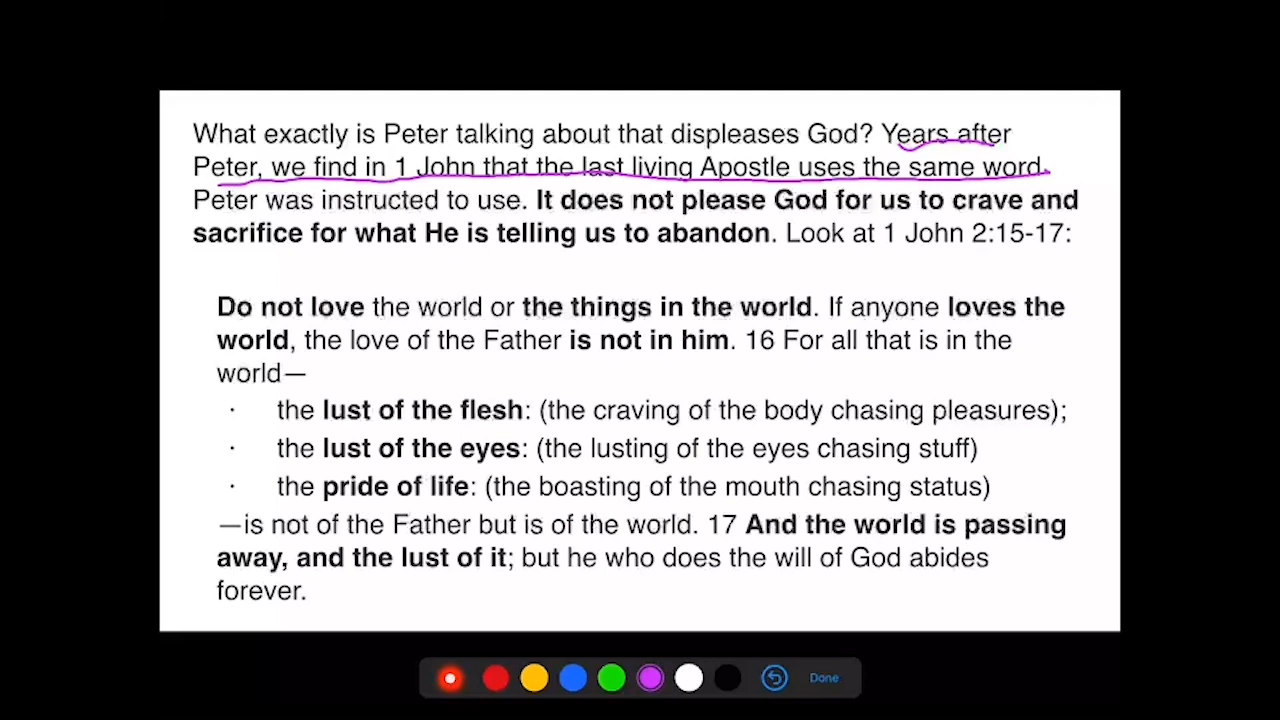 What exactly is Peter talking about that displeases God? Years after
Peter, we find in 1 John that the last living Apostle uses the same word
Peter was instructed to use. It does not please God for us to crave and
sacrifice for what He is telling us to abandon. Look at 1 John 2:15-17:
Do not love the world or the things in the world. If anyone loves the
world, the love of the Father is not in him. 16 For all that is in the
world—
· the lust of the flesh: (the craving of the body chasing pleasures);
· the lust of the eyes: (the lusting of the eyes chasing stuff)
· the pride of life: (the boasting of the mouth chasing status)
—is not of the Father but is of the world. 17 And the world is passing
away, and the lust of it; but he who does the will of God abides
forever.
Done